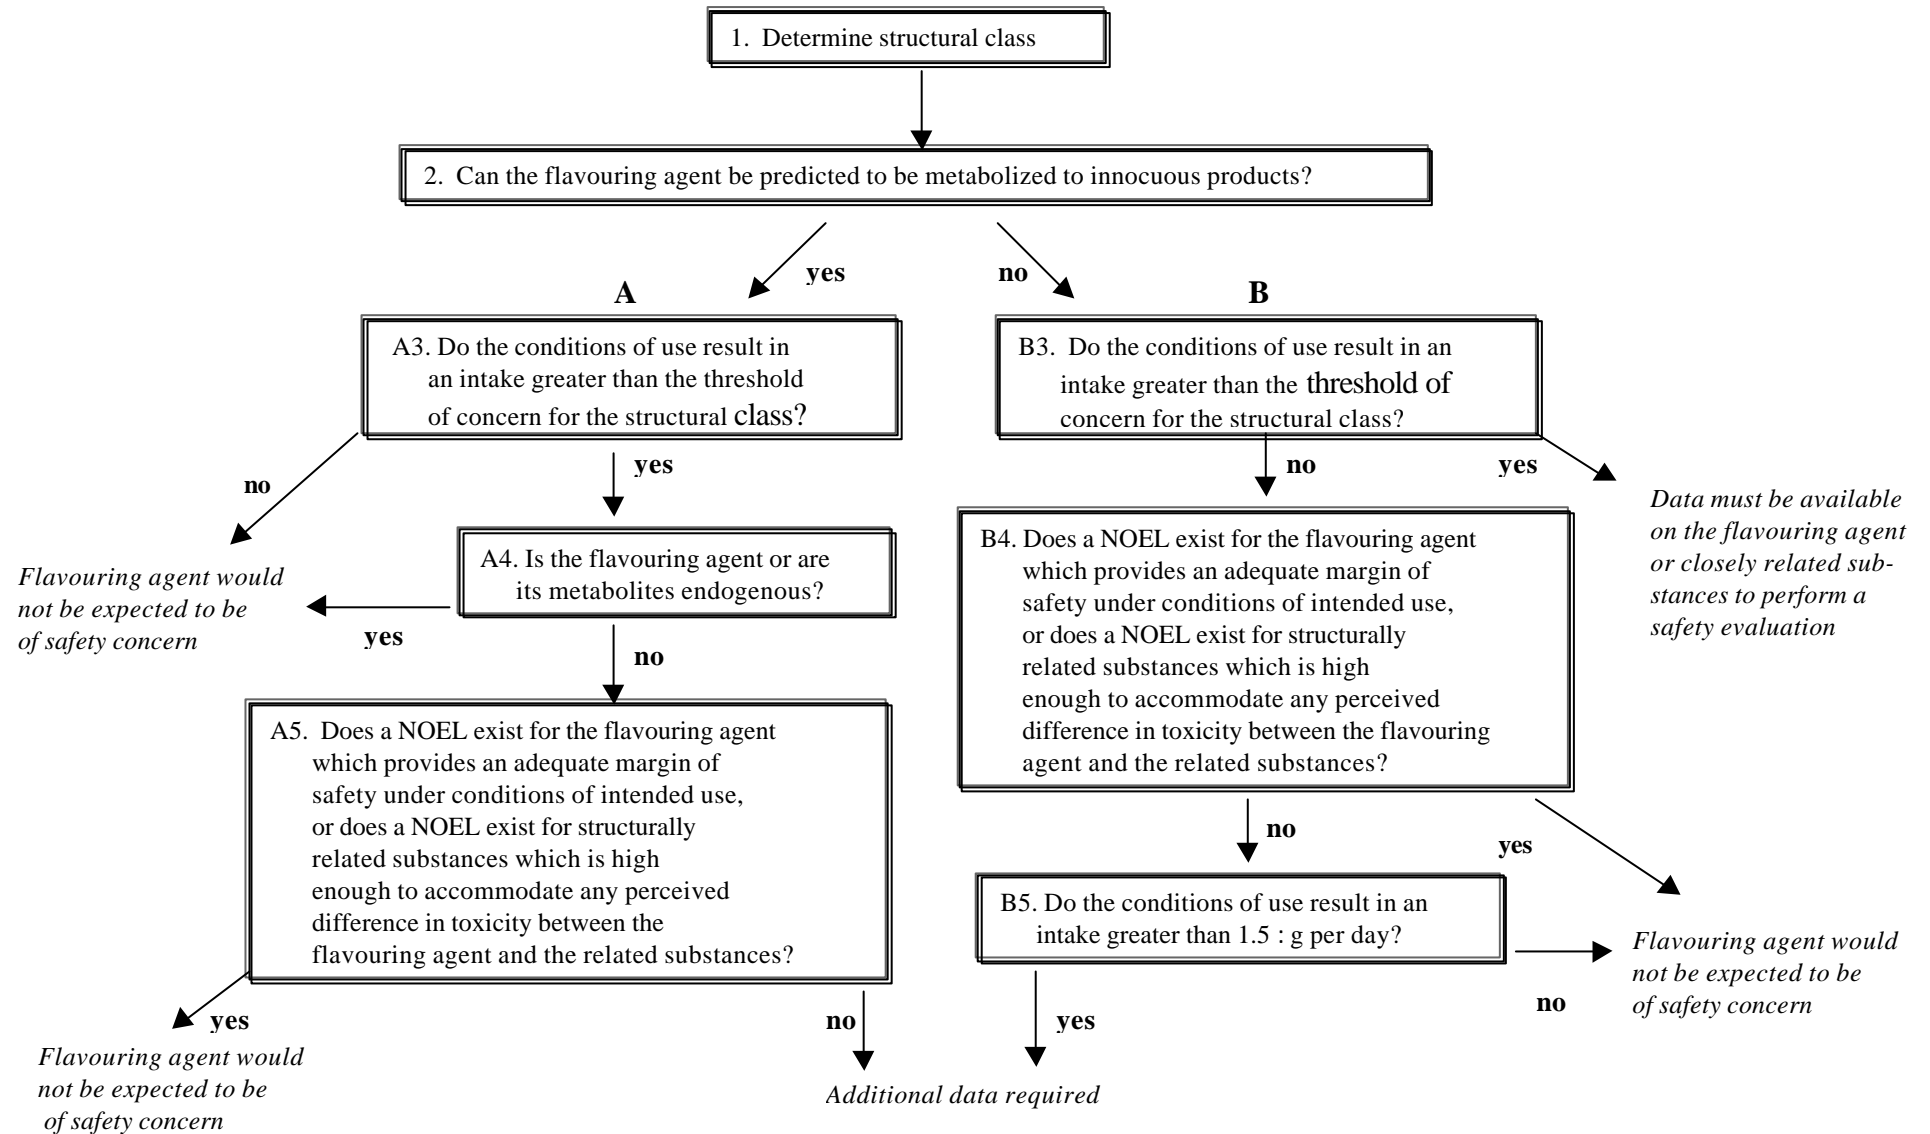 1. Determine structural class
2. Can the flavouring agent be predicted to be metabolized to innocuous products?
yes
no
A
B
A3. Do the conditions of use result in
an intake greater than the threshold
of concern for the structural class?
B3. Do the conditions of use result in an
intake greater than the threshold of
concern for the structural class?
no
yes
no
yes
Data must be available
on the flavouring agent
or closely related sub-
stances to perform a
safety evaluation
A4. Is the flavouring agent or are
its metabolites endogenous?
Flavouring agent would
not be expected to be
of safety concern
yes
no
B4. Does a NOEL exist for the flavouring agent
which provides an adequate margin of
safety under conditions of intended use,
or does a NOEL exist for structurally
related substances which is high
enough to accommodate any perceived
difference in toxicity between the flavouring
agent and the related substances?
A5. Does a NOEL exist for the flavouring agent
which provides an adequate margin of
safety under conditions of intended use,
or does a NOEL exist for structurally
related substances which is high
enough to accommodate any perceived
difference in toxicity between the
flavouring agent and the related substances?
no
yes
B5. Do the conditions of use result in an
intake greater than 1.5 : g per day?
Flavouring agent would
not be expected to be
of safety concern
no
yes
no
yes
Flavouring agent would
not be expected to be
of safety concern
Additional data required